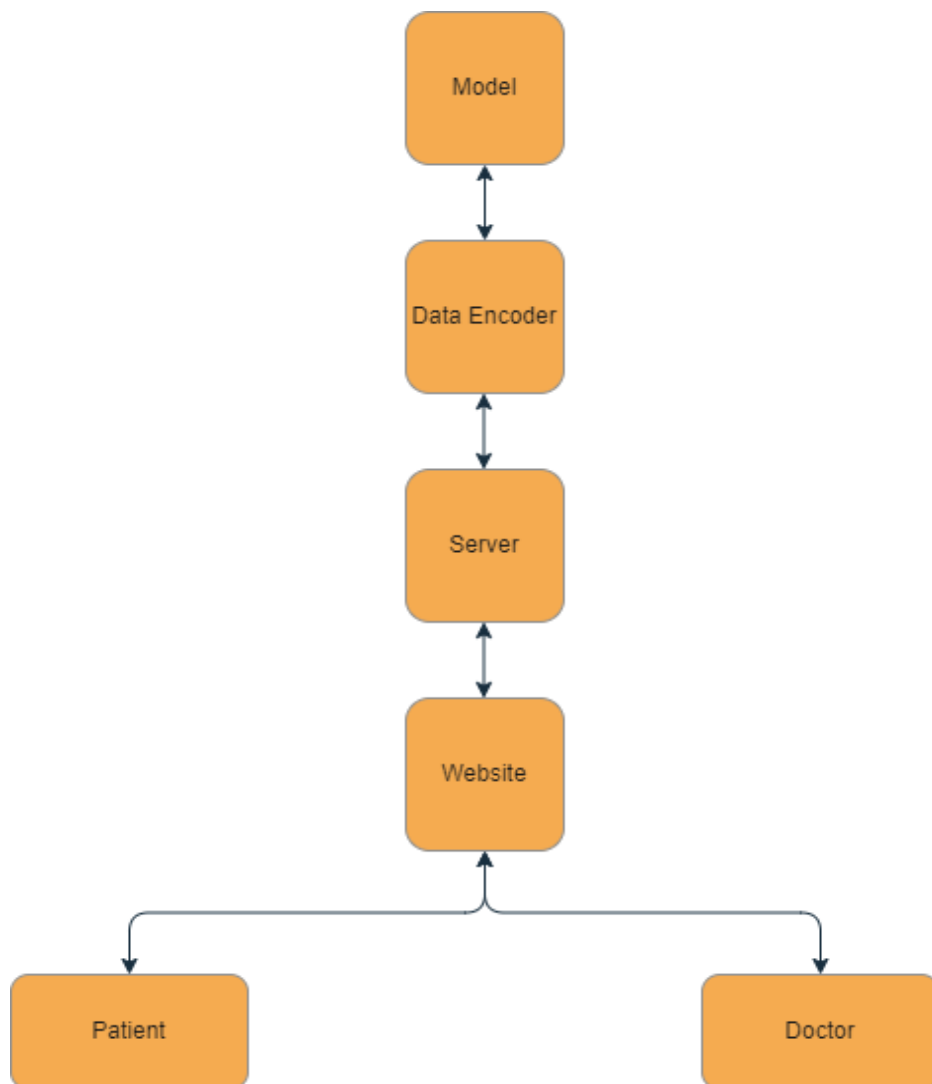 Model
Data Encoder
Server
Website
Patient
Doctor